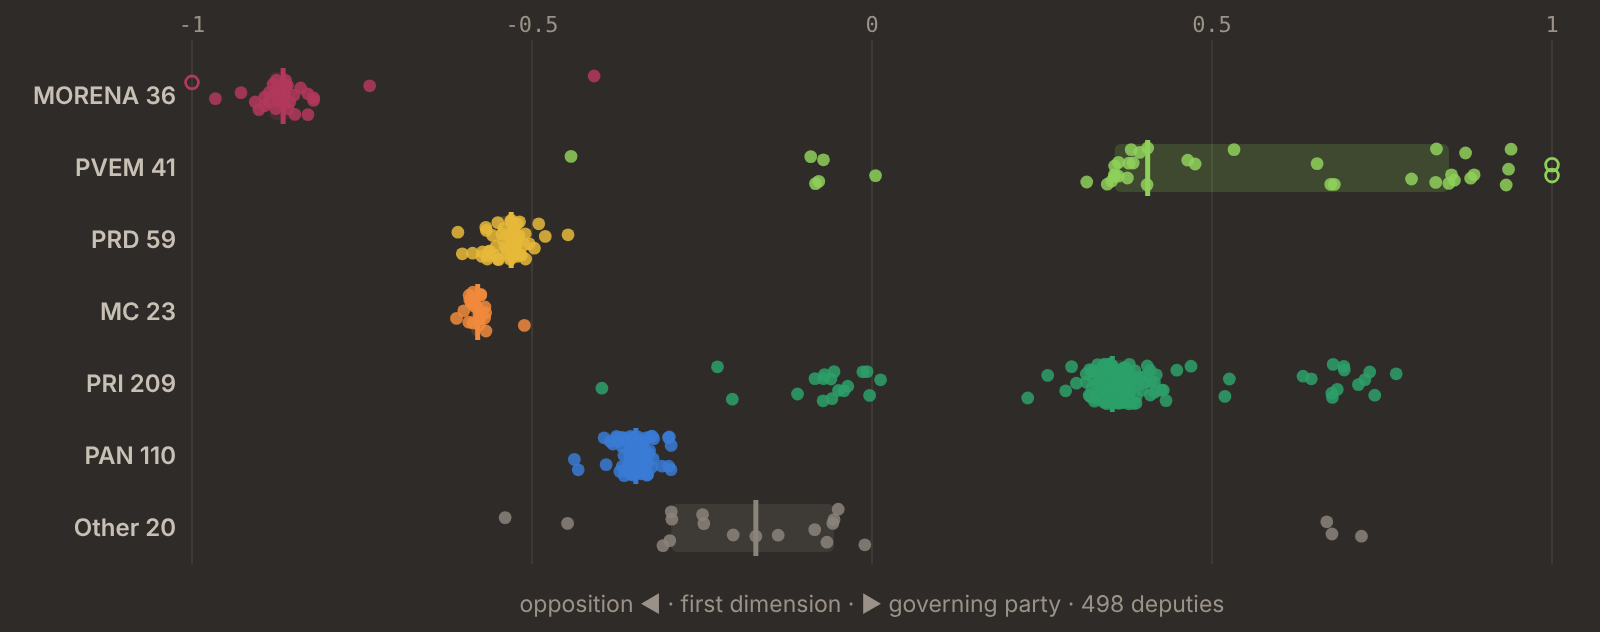 -1 -0.5 0 0.5 1
MORENA 36
PVEM 41
PRD 59
MC 23
PRI 209
PAN 110
Other 20
opposition ◀ · first dimension · ▶ governing party · 498 deputies